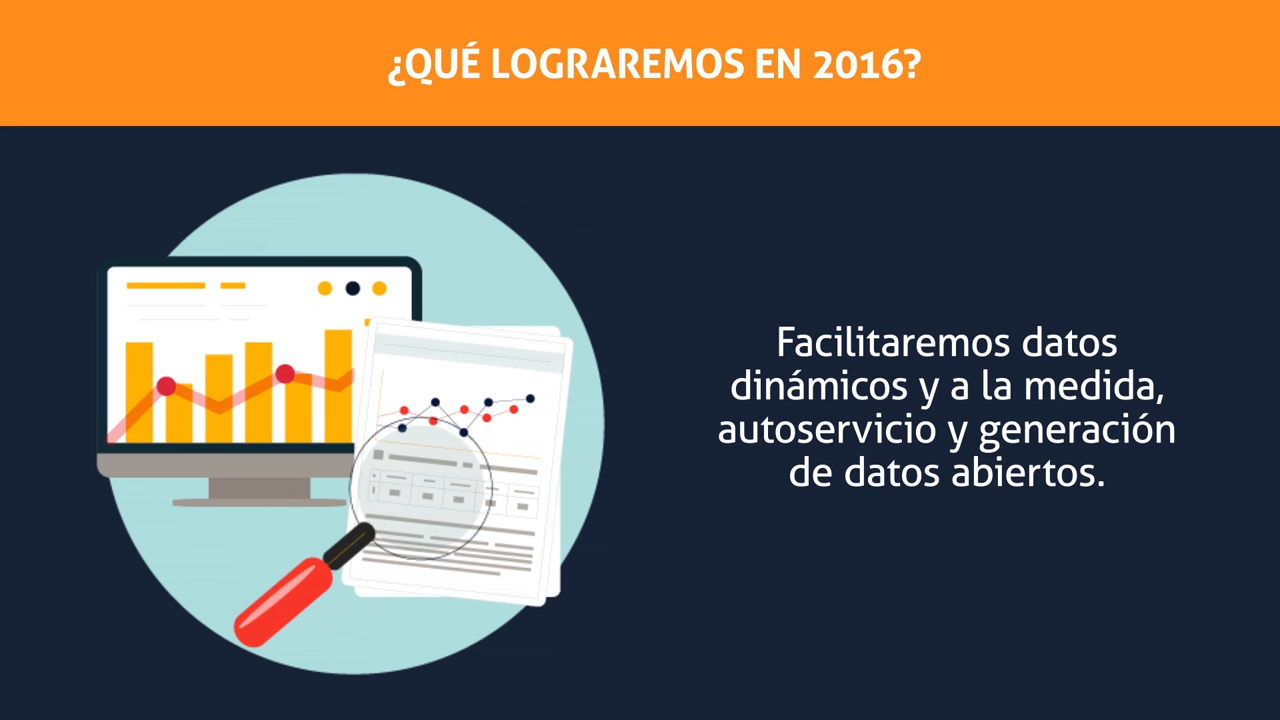 ¿QUÉ LOGRAREMOS EN 2016?
Facilitaremos datos
dinámicos y a la medida,
autoservicio y generación
de datos abiertos.